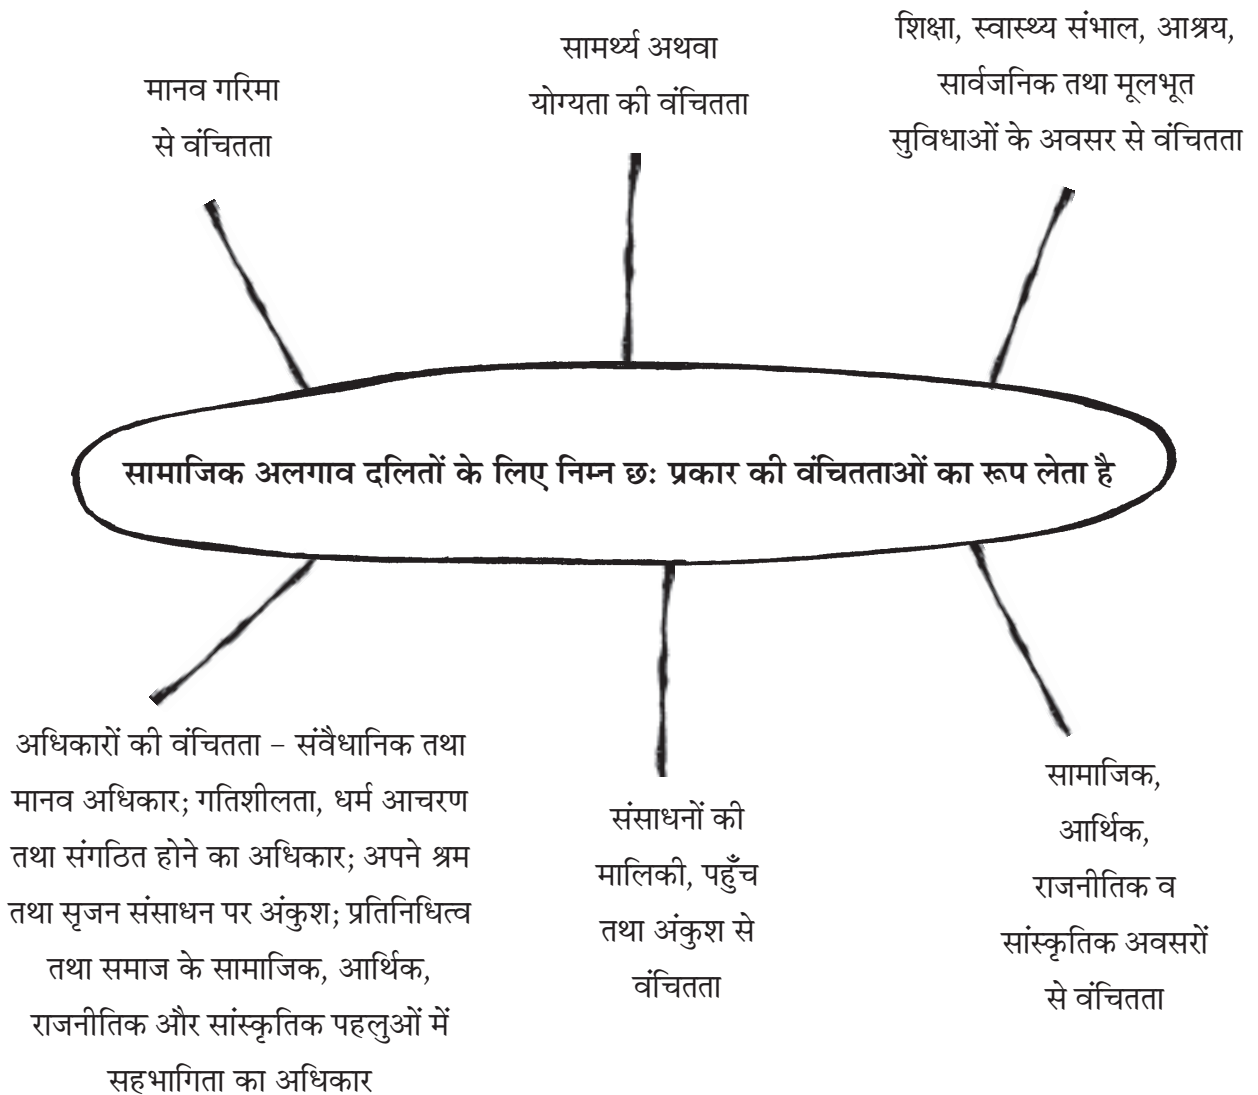 मानव गरिमा
से वंचितता
सामर्थ्य अथवा
योग्यता की वंचितता
शिक्षा, स्वास्थ्य संभाल, आश्रय,
सार्वजनिक तथा मूलभूत
सुविधाओं के अवसर से वंचितता
सामाजिक अलगाव दलितों के लिए निम्न छः प्रकार की वंचितताओं का रूप लेता है
अधिकारों की वंचितता – संवैधानिक तथा
मानव अधिकार; गतिशीलता, धर्म आचरण
तथा संगठित होने का अधिकार; अपने श्रम
तथा सृजन संसाधन पर अंकुश; प्रतिनिधित्व
तथा समाज के सामाजिक, आर्थिक,
राजनीतिक और सांस्कृतिक पहलुओं में
सहभागिता का अधिकार
संसाधनों की
मालिकी, पहुँच
तथा अंकुश से
वंचितता
सामाजिक,
आर्थिक,
राजनीतिक व
सांस्कृतिक अवसरों
से वंचितता